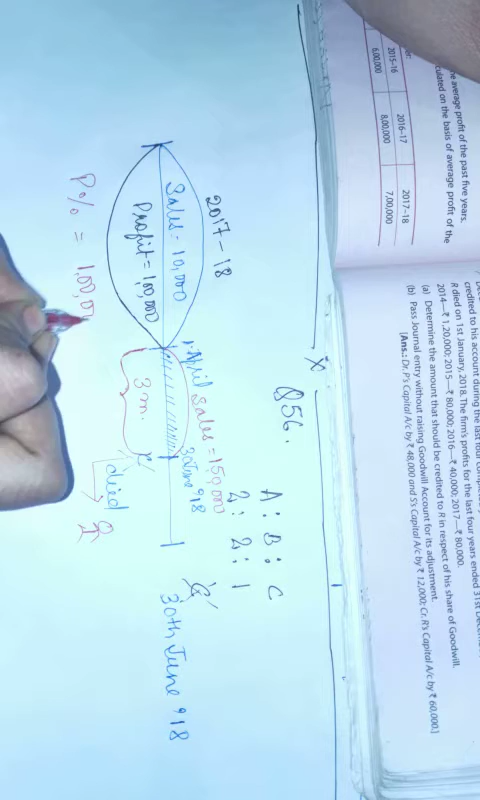 he average profit of the past five years,
culated on the basis of average profit of the
2015-16 2016-17 2017-18
6,00,000 8,00,000 7,00,000
credited to his account during the last four
R died on 1st January, 2018. The firm's profits for the last four years ended 31st
2014—₹ 1,20,000; 2015—₹ 80,000; 2016—₹ 40,000; 2017—₹ 80,000.
(a) Determine the amount that should be credited to R in respect of his share of Goodwill.
(b) Pass Journal entry without raising Goodwill Account for its adjustment.
[Ans.: Dr. P's Capital A/c by ₹ 48,000 and S's Capital A/c by ₹ 12,000; Cr. R's Capital A/c by ₹ 60,000.]
X
Q56.
A : B : C
2 : 2 : 1
30th June '18
2017-18
Sales = 10,000
Profit = 1,00,000
April Sales = 150,000
30 June 918
3 m
died
P% = 1,00,0